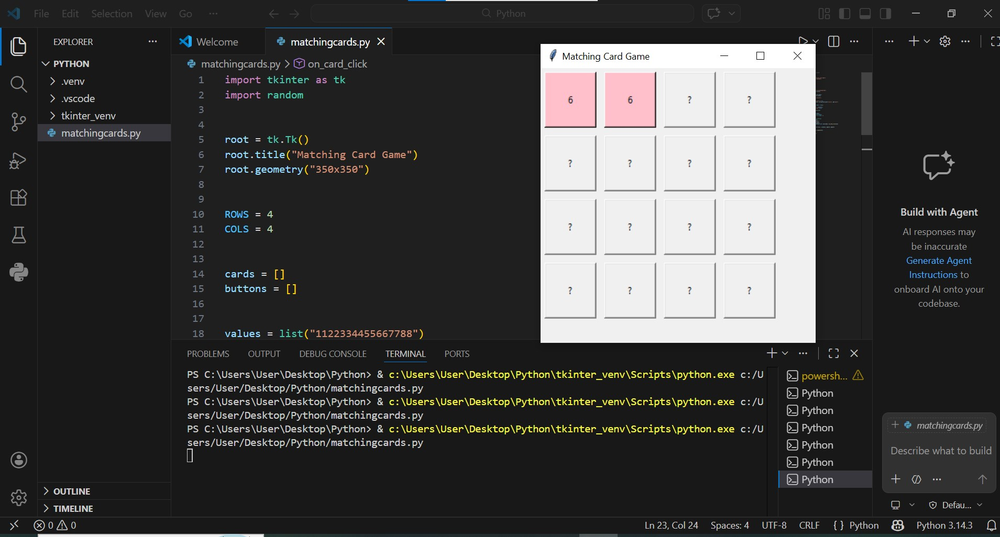 File Edit Selection View Go ···
Python
EXPLORER ···
PYTHON
.venv
.vscode
tkinter_venv
matchingcards.py
OUTLINE
TIMELINE
Welcome
matchingcards.py
matchingcards.py > on_card_click
1 import tkinter as tk
2 import random
3
4
5 root = tk.Tk()
6 root.title("Matching Card Game")
7 root.geometry("350x350")
8
9
10 ROWS = 4
11 COLS = 4
12
13
14 cards = []
15 buttons = []
16
17
18 values = list("1122334455667788")
Matching Card Game
6 6 ? ?
? ? ? ?
? ? ? ?
? ? ? ?
PROBLEMS OUTPUT DEBUG CONSOLE TERMINAL PORTS
PS C:\Users\User\Desktop\Python> & c:\Users\User\Desktop\Python\tkinter_venv\Scripts\python.exe c:/U
sers/User/Desktop/Python/matchingcards.py
PS C:\Users\User\Desktop\Python> & c:\Users\User\Desktop\Python\tkinter_venv\Scripts\python.exe c:/U
sers/User/Desktop/Python/matchingcards.py
PS C:\Users\User\Desktop\Python> & c:\Users\User\Desktop\Python\tkinter_venv\Scripts\python.exe c:/U
sers/User/Desktop/Python/matchingcards.py
powersh...
Python
Python
Python
Python
Python
Python
Build with Agent
AI responses may
be inaccurate
Generate Agent
Instructions to
onboard AI onto your
codebase.
matchingcards.py
Describe what to build
Defau...
0 0
Ln 23, Col 24 Spaces: 4 UTF-8 CRLF { } Python Python 3.14.3